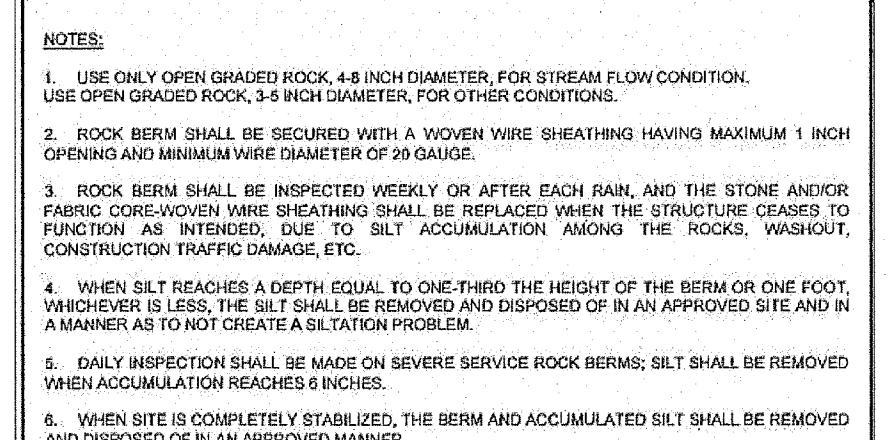 NOTES:
1. USE ONLY OPEN GRADED ROCK, 4-8 INCH DIAMETER, FOR STREAM FLOW CONDITION.
USE OPEN GRADED ROCK, 3-5 INCH DIAMETER, FOR OTHER CONDITIONS.
2. ROCK BERM SHALL BE SECURED WITH A WOVEN WIRE SHEATHING HAVING MAXIMUM 1 INCH
OPENING AND MINIMUM WIRE DIAMETER OF 20 GAUGE.
3. ROCK BERM SHALL BE INSPECTED WEEKLY OR AFTER EACH RAIN, AND THE STONE AND/OR
FABRIC CORE-WOVEN WIRE SHEATHING SHALL BE REPLACED WHEN THE STRUCTURE CEASES TO
FUNCTION AS INTENDED, DUE TO SILT ACCUMULATION AMONG THE ROCKS, WASHOUT,
CONSTRUCTION TRAFFIC DAMAGE, ETC.
4. WHEN SILT REACHES A DEPTH EQUAL TO ONE-THIRD THE HEIGHT OF THE BERM OR ONE FOOT,
WHICHEVER IS LESS, THE SILT SHALL BE REMOVED AND DISPOSED OF IN AN APPROVED SITE AND IN
A MANNER AS TO NOT CREATE A SILTATION PROBLEM.
5. DAILY INSPECTION SHALL BE MADE ON SEVERE SERVICE ROCK BERMS; SILT SHALL BE REMOVED
WHEN ACCUMULATION REACHES 6 INCHES.
6. WHEN SITE IS COMPLETELY STABILIZED, THE BERM AND ACCUMULATED SILT SHALL BE REMOVED
AND DISPOSED OF IN AN APPROVED MANNER.